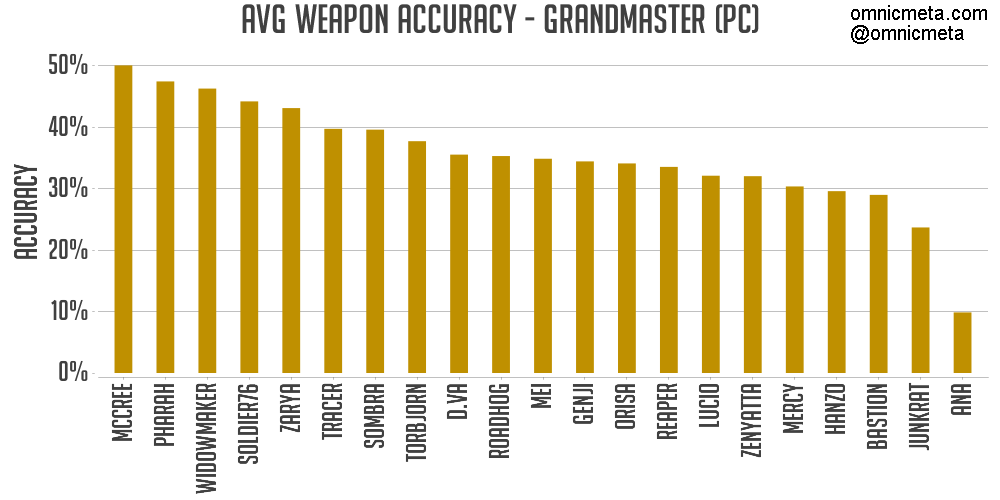 AVG WEAPON ACCURACY - GRANDMASTER (PC)
omnicmeta.com
@omnicmeta
ACCURACY
50%
40%
30%
20%
10%
0%
MCCREE
PHARAH
WIDOWMAKER
SOLDIER76
ZARYA
TRACER
SOMBRA
TORBJORN
D.VA
ROADHOG
MEI
GENJI
ORISA
REAPER
LUCIO
ZENYATTA
MERCY
HANZO
BASTION
JUNKRAT
ANA